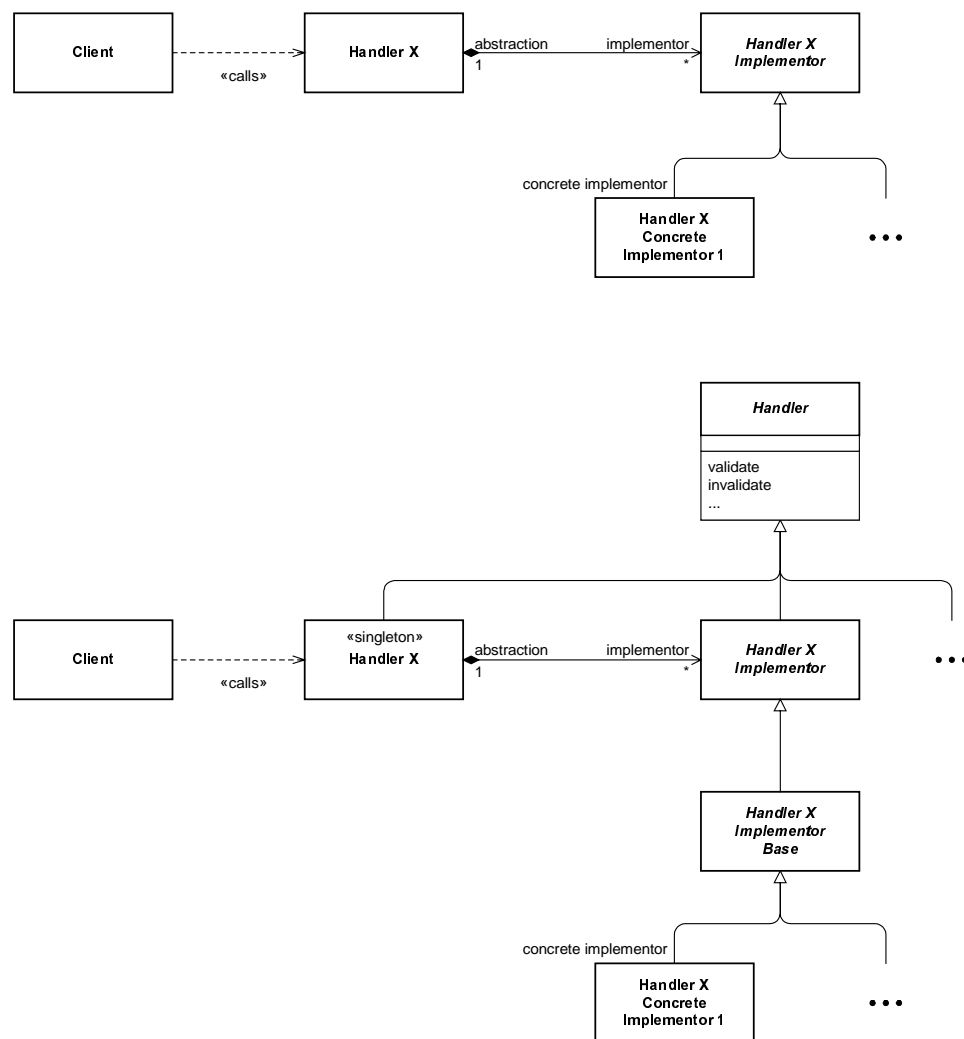 Client
«calls»
Handler X
abstraction
1
implementor
*
Handler X
Implementor
concrete implementor
Handler X
Concrete
Implementor 1
...
Handler
validate
invalidate
...
Client
«calls»
«singleton»
Handler X
abstraction
1
implementor
*
Handler X
Implementor
...
Handler X
Implementor
Base
concrete implementor
Handler X
Concrete
Implementor 1
...